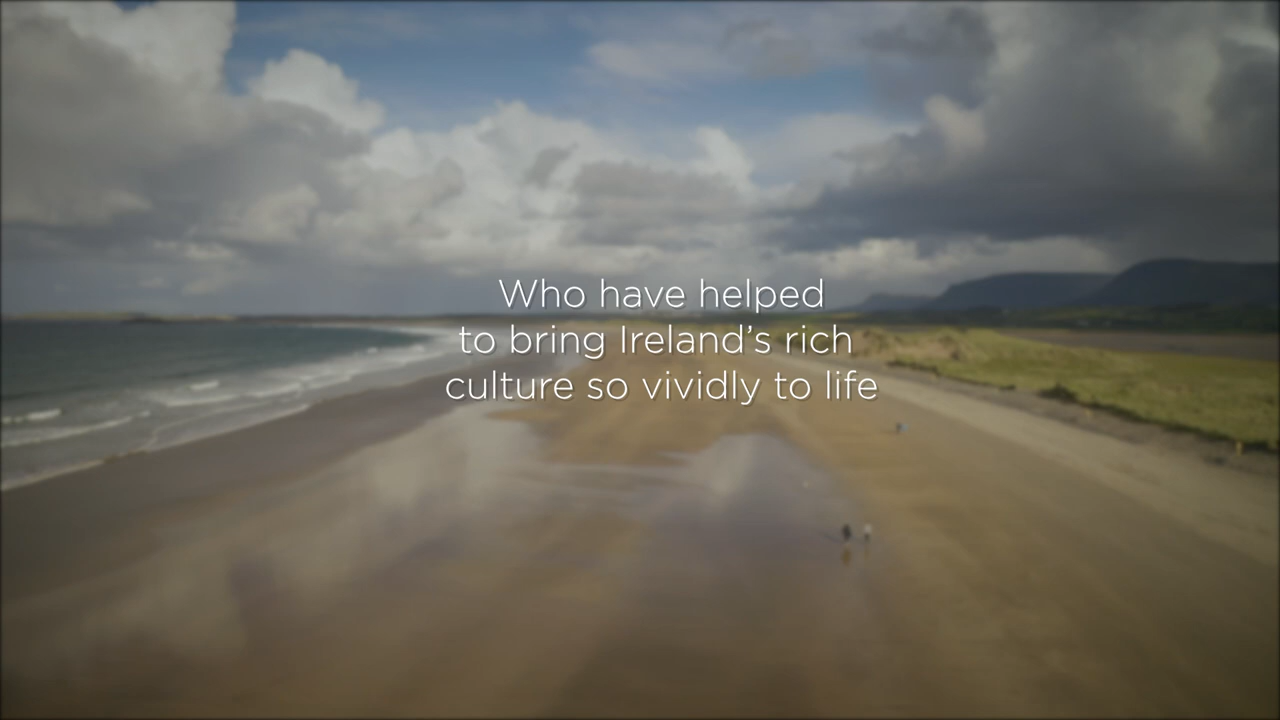 Who have helped
to bring Ireland’s rich
culture so vividly to life